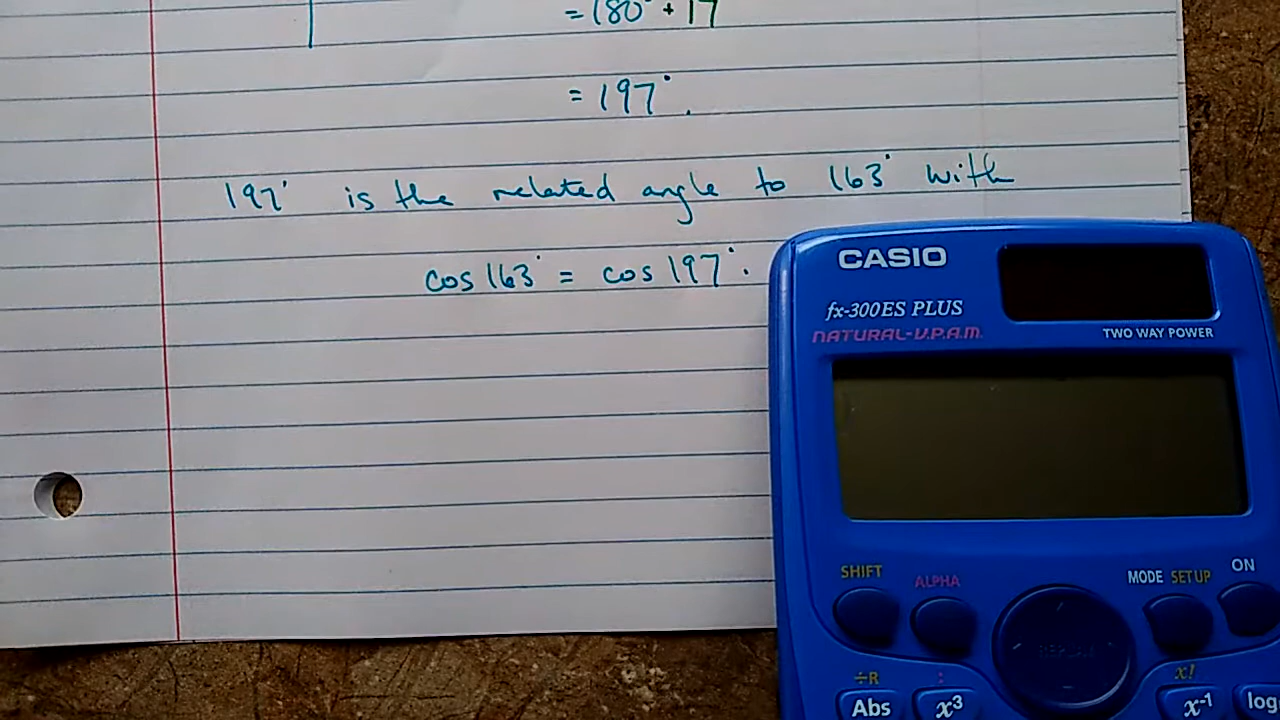 = 180° + 17
= 197°.
197° is the related angle to 163° with
cos 163° = cos 197°.
CASIO
fx-300ES PLUS
NATURAL-V.P.A.M.
TWO WAY POWER
SHIFT
ALPHA
MODE SETUP
ON
REPLAY
÷R
:
x!
Abs
x³
x⁻¹
log